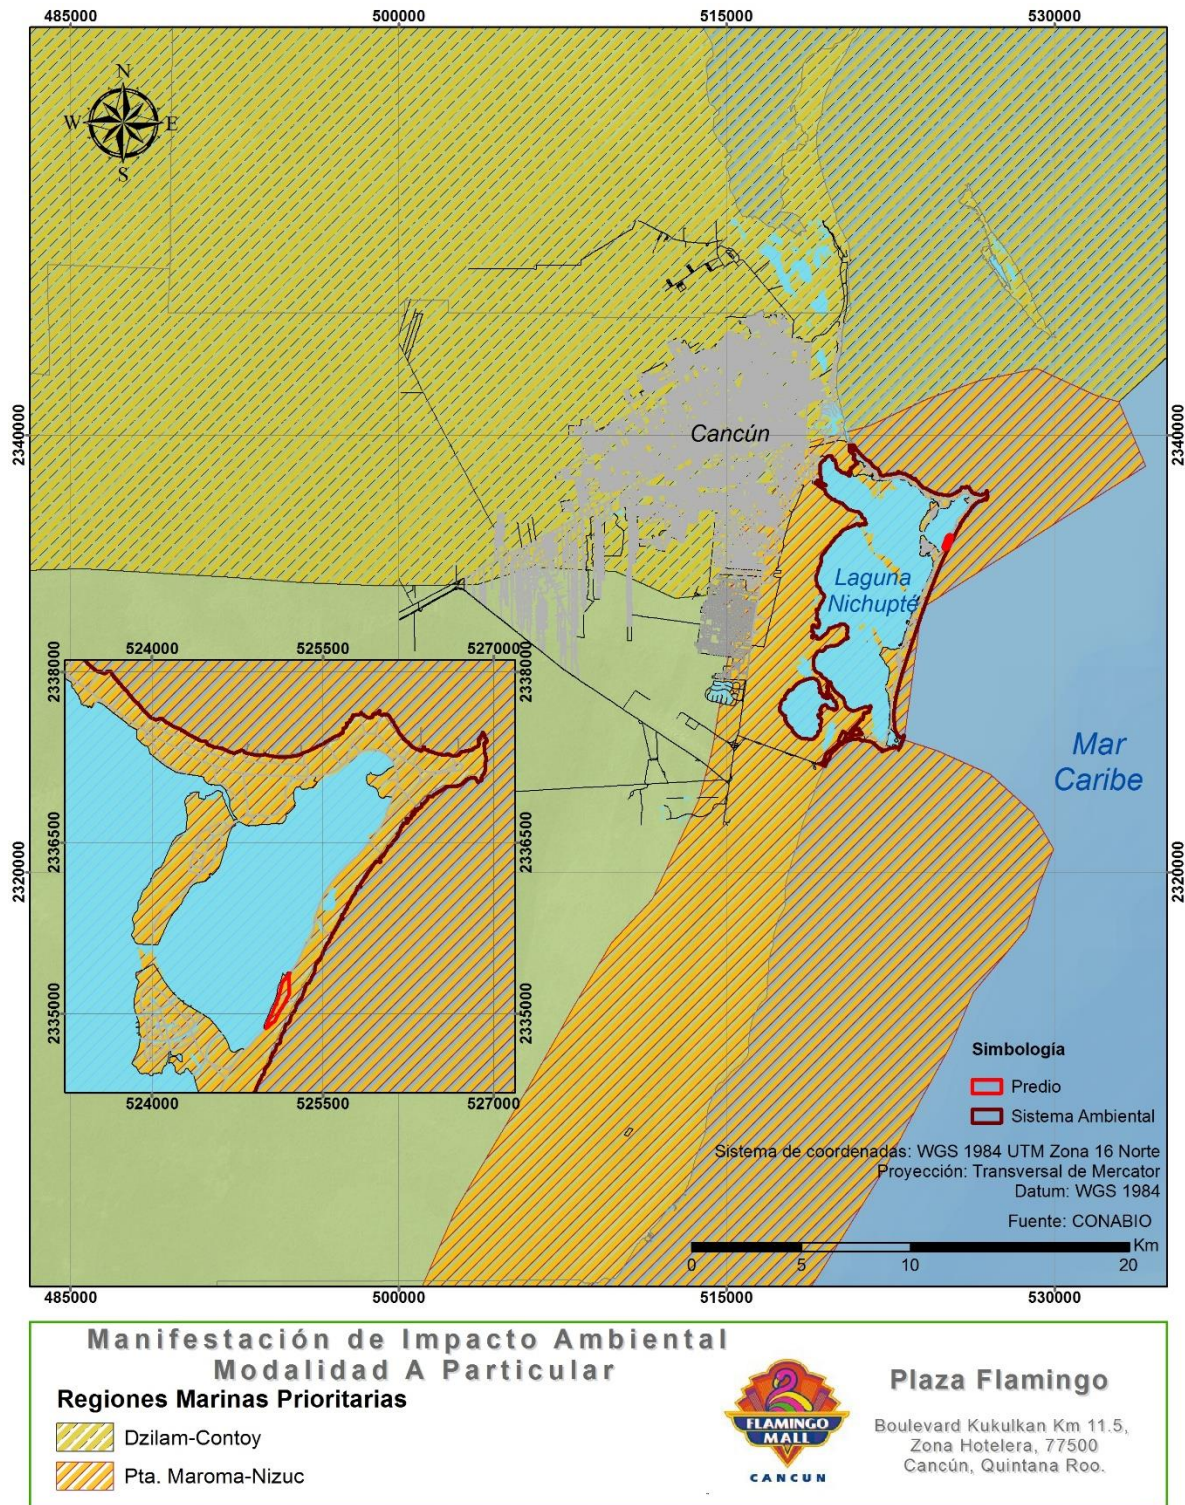 485000 500000 515000 530000
N
W E
S
2340000 2340000
Cancún
Laguna
Nichupté
524000 525500 527000
2338000 2338000
Mar
Caribe
2336500 2336500
2320000 2320000
2335000 2335000
524000 525500 527000
Simbología
Predio
Sistema Ambiental
Sistema de coordenadas: WGS 1984 UTM Zona 16 Norte
Proyección: Transversal de Mercator
Datum: WGS 1984
Fuente: CONABIO
Km
0 5 10 20
485000 500000 515000 530000
Manifestación de Impacto Ambiental
Modalidad A Particular
Regiones Marinas Prioritarias
Dzilam-Contoy
Pta. Maroma-Nizuc
FLAMINGO
MALL
CANCUN
Plaza Flamingo
Boulevard Kukulkan Km 11.5,
Zona Hotelera, 77500
Cancún, Quintana Roo.